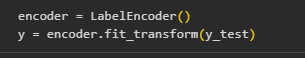 encoder = LabelEncoder()
y = encoder.fit_transform(y_test)